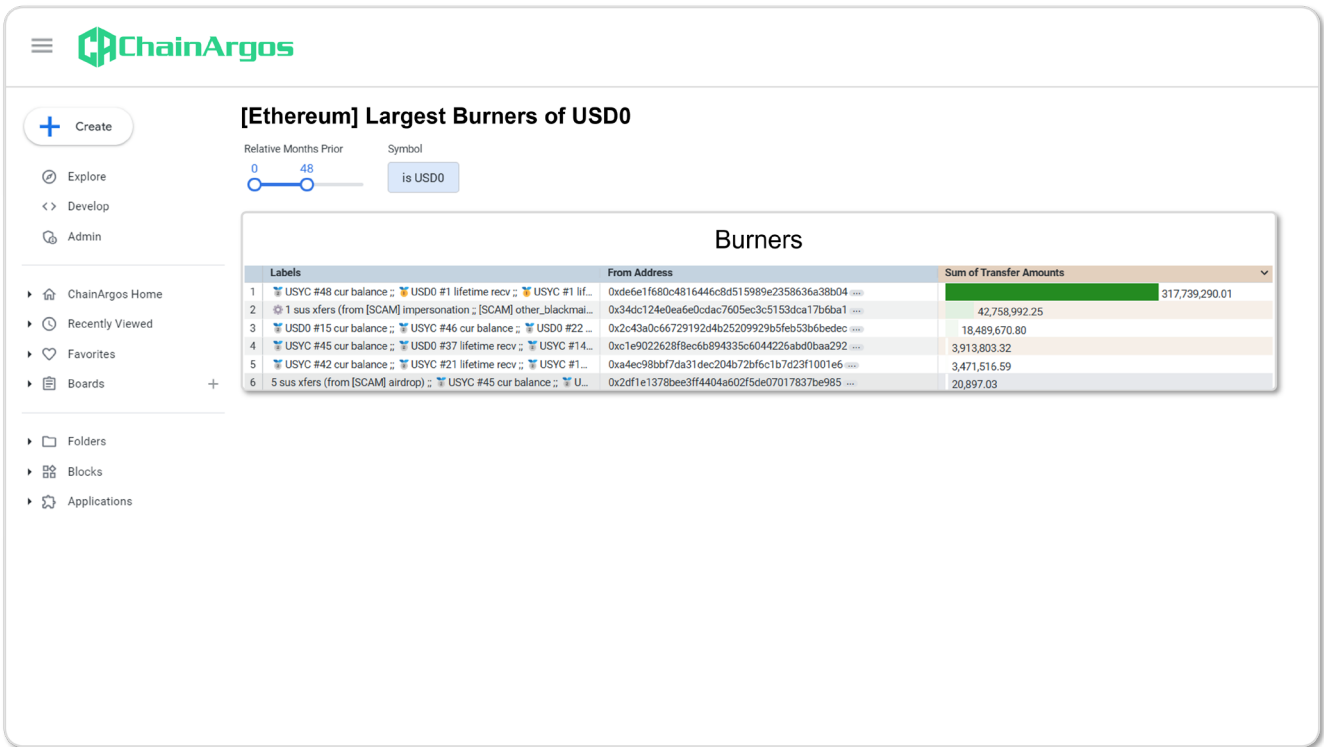 ChainArgos
Create
Explore
Develop
Admin
ChainArgos Home
Recently Viewed
Favorites
Boards
Folders
Blocks
Applications
[Ethereum] Largest Burners of USD0
Relative Months Prior
Symbol
0 48
is USD0
Burners
Labels From Address Sum of Transfer Amounts
1 USYC #48 cur balance ;; USD0 #1 lifetime recv ;; USYC #1 lif... 0xde6e1f680c4816446c8d515989e2358636a38b04 317,739,290.01
2 1 sus xfers (from [SCAM] impersonation ;; [SCAM] other_blackmai... 0x34dc124e0ea6e0cdac7605ec3c5153dca17b6ba1 42,758,992.25
3 USD0 #15 cur balance ;; USYC #46 cur balance ;; USD0 #22 ... 0x2c43a0c66729192d4b25209929b5feb53b6bedec 18,489,670.80
4 USYC #45 cur balance ;; USD0 #37 lifetime recv ;; USYC #14... 0xc1e9022628f8ec6b894335c6044226abd0baa292 3,913,803.32
5 USYC #42 cur balance ;; USYC #21 lifetime recv ;; USYC #1... 0xa4ec98bbf7da31dec204b72bf6c1b7d23f1001e6 3,471,516.59
6 5 sus xfers (from [SCAM] airdrop) ;; USYC #45 cur balance ;; U... 0x2df1e1378bee3ff4404a602f5de07017837be985 20,897.03